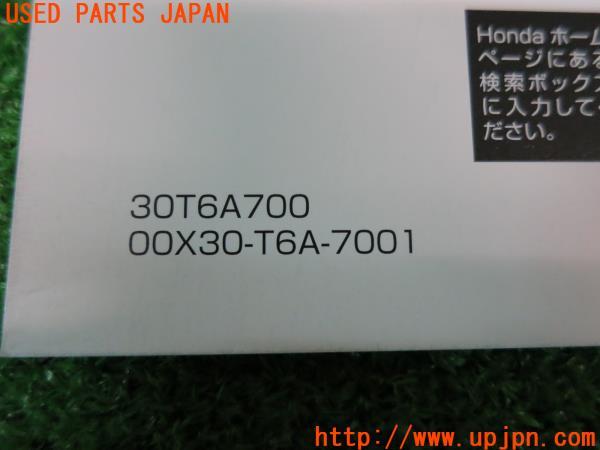 USED PARTS JAPAN
Honda ホーム
ページにある
検索ボックス
に入力してく
ださい。
30T6A700
00X30-T6A-7001
http://www.upjpn.com